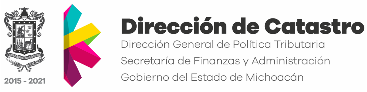 Dirección de Catastro
Dirección General de Política Tributaria
Secretaría de Finanzas y Administración
Gobierno del Estado de Michoacán
2015 - 2021